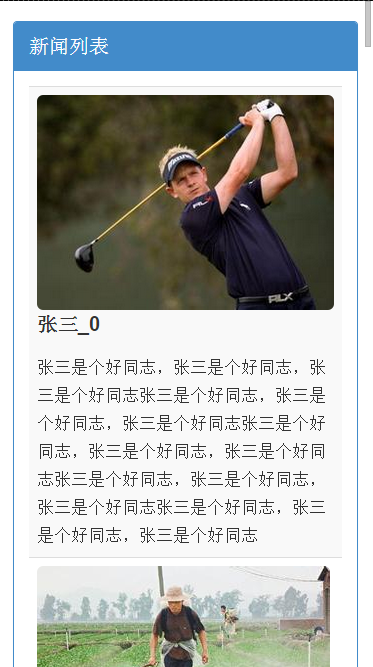 新闻列表
RLX
RLX
张三_0
张三是个好同志，张三是个好同志，张
三是个好同志张三是个好同志，张三是
个好同志，张三是个好同志张三是个好
同志，张三是个好同志，张三是个好同
志张三是个好同志，张三是个好同志，
张三是个好同志张三是个好同志，张三
是个好同志，张三是个好同志